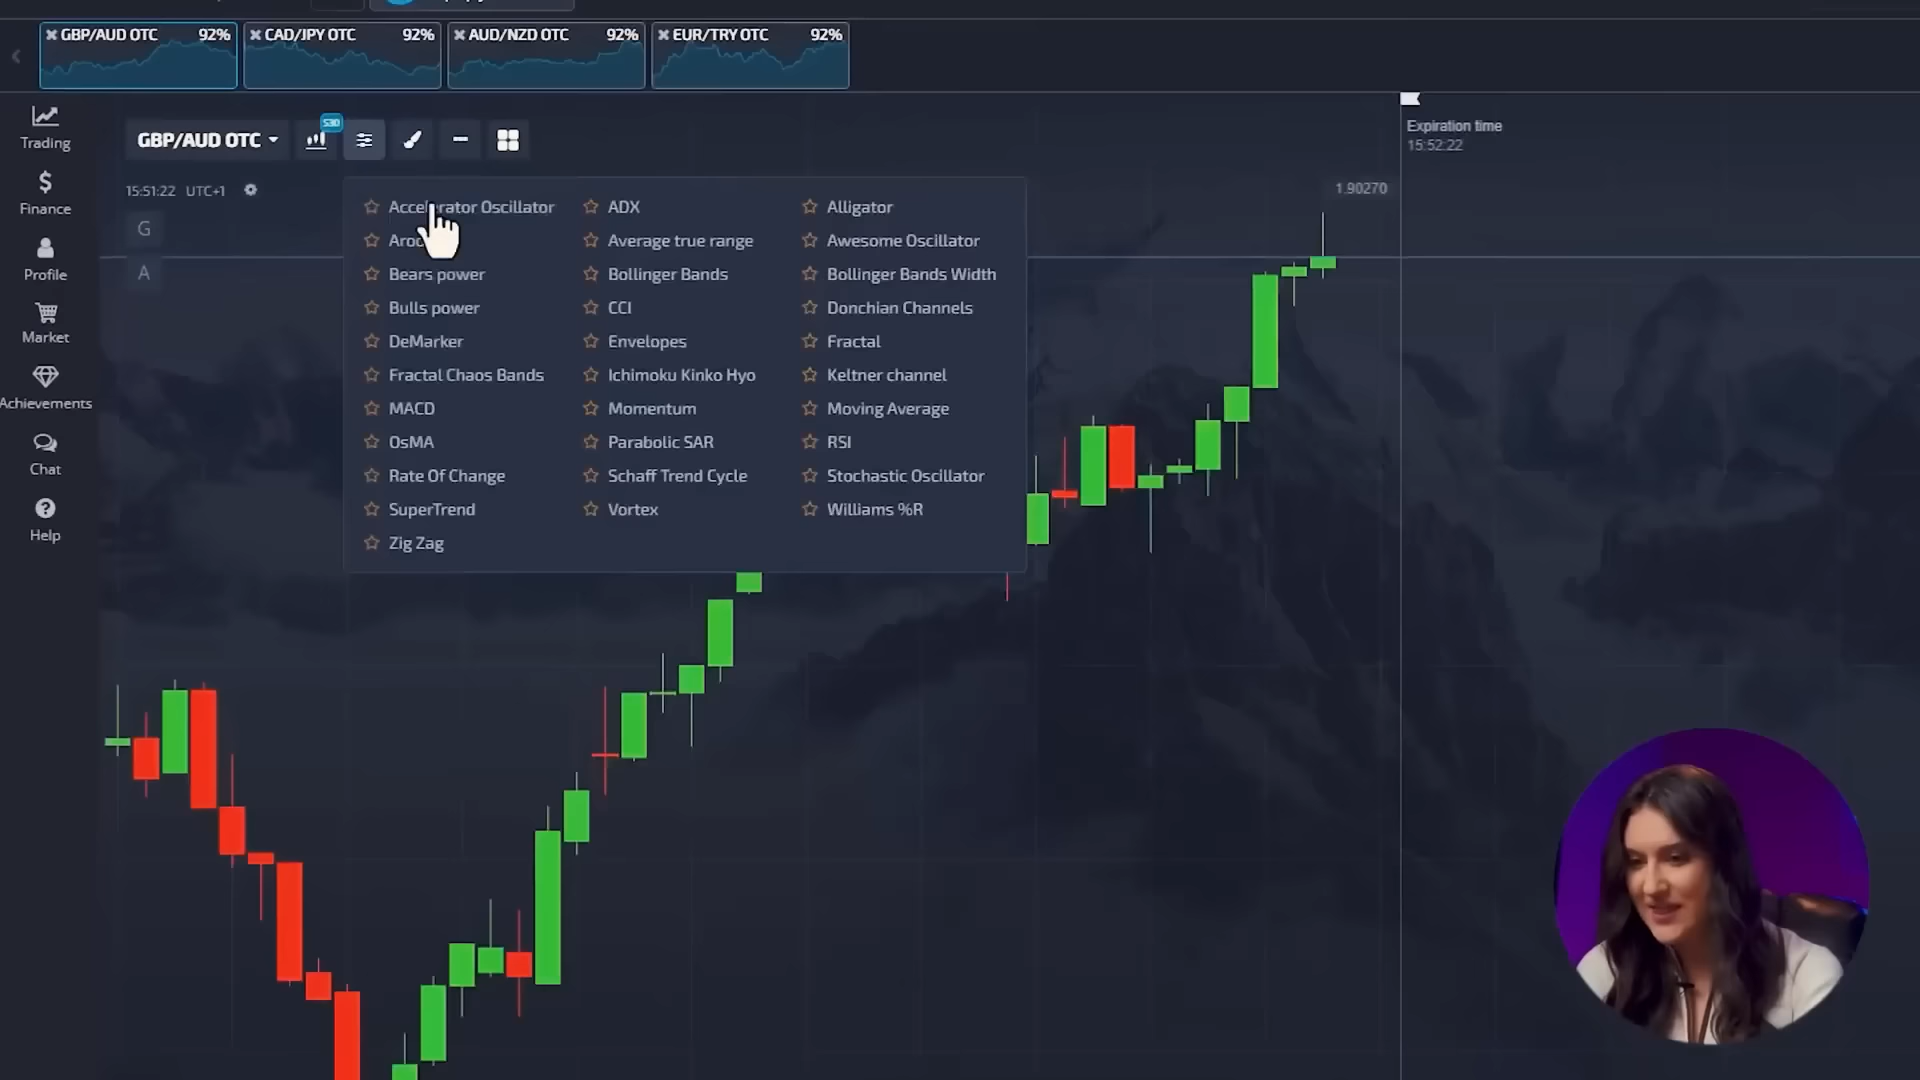 GBP/AUD OTC 92% CAD/JPY OTC 92% AUD/NZD OTC 92% EUR/TRY OTC 92%
Trading
Finance
Profile
Market
Achievements
Chat
Help
GBP/AUD OTC
S30
15:51:22 UTC+1
G
A
Expiration time
15:52:22
1.90270
Accelerator Oscillator ADX Alligator
Average true range Awesome Oscillator
Bears power Bollinger Bands Bollinger Bands Width
Bulls power CCI Donchian Channels
DeMarker Envelopes Fractal
Fractal Chaos Bands Ichimoku Kinko Hyo Keltner channel
MACD Momentum Moving Average
OsMA Parabolic SAR RSI
Rate Of Change Schaff Trend Cycle Stochastic Oscillator
SuperTrend Vortex Williams %R
Zig Zag